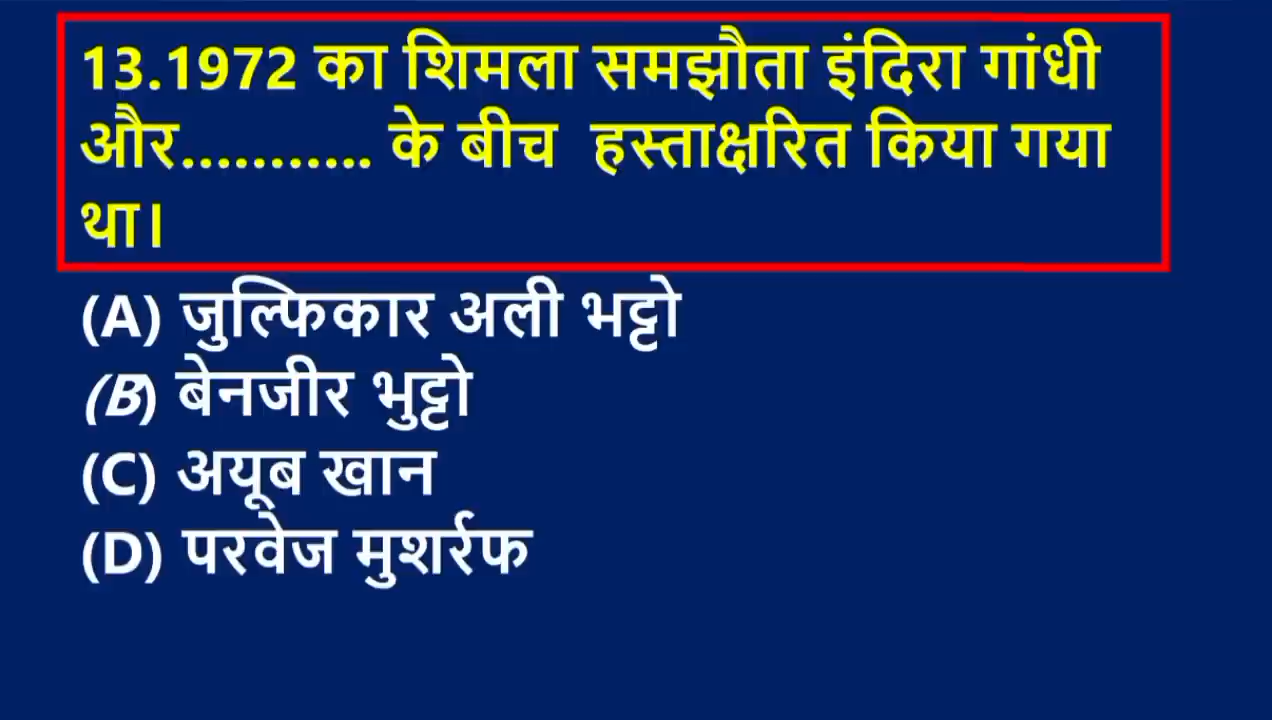 13.1972 का शिमला समझौता इंदिरा गांधी
और........... के बीच हस्ताक्षरित किया गया
था।
(A) जुल्फिकार अली भट्टो
(B) बेनजीर भुट्टो
(C) अयूब खान
(D) परवेज मुशर्रफ